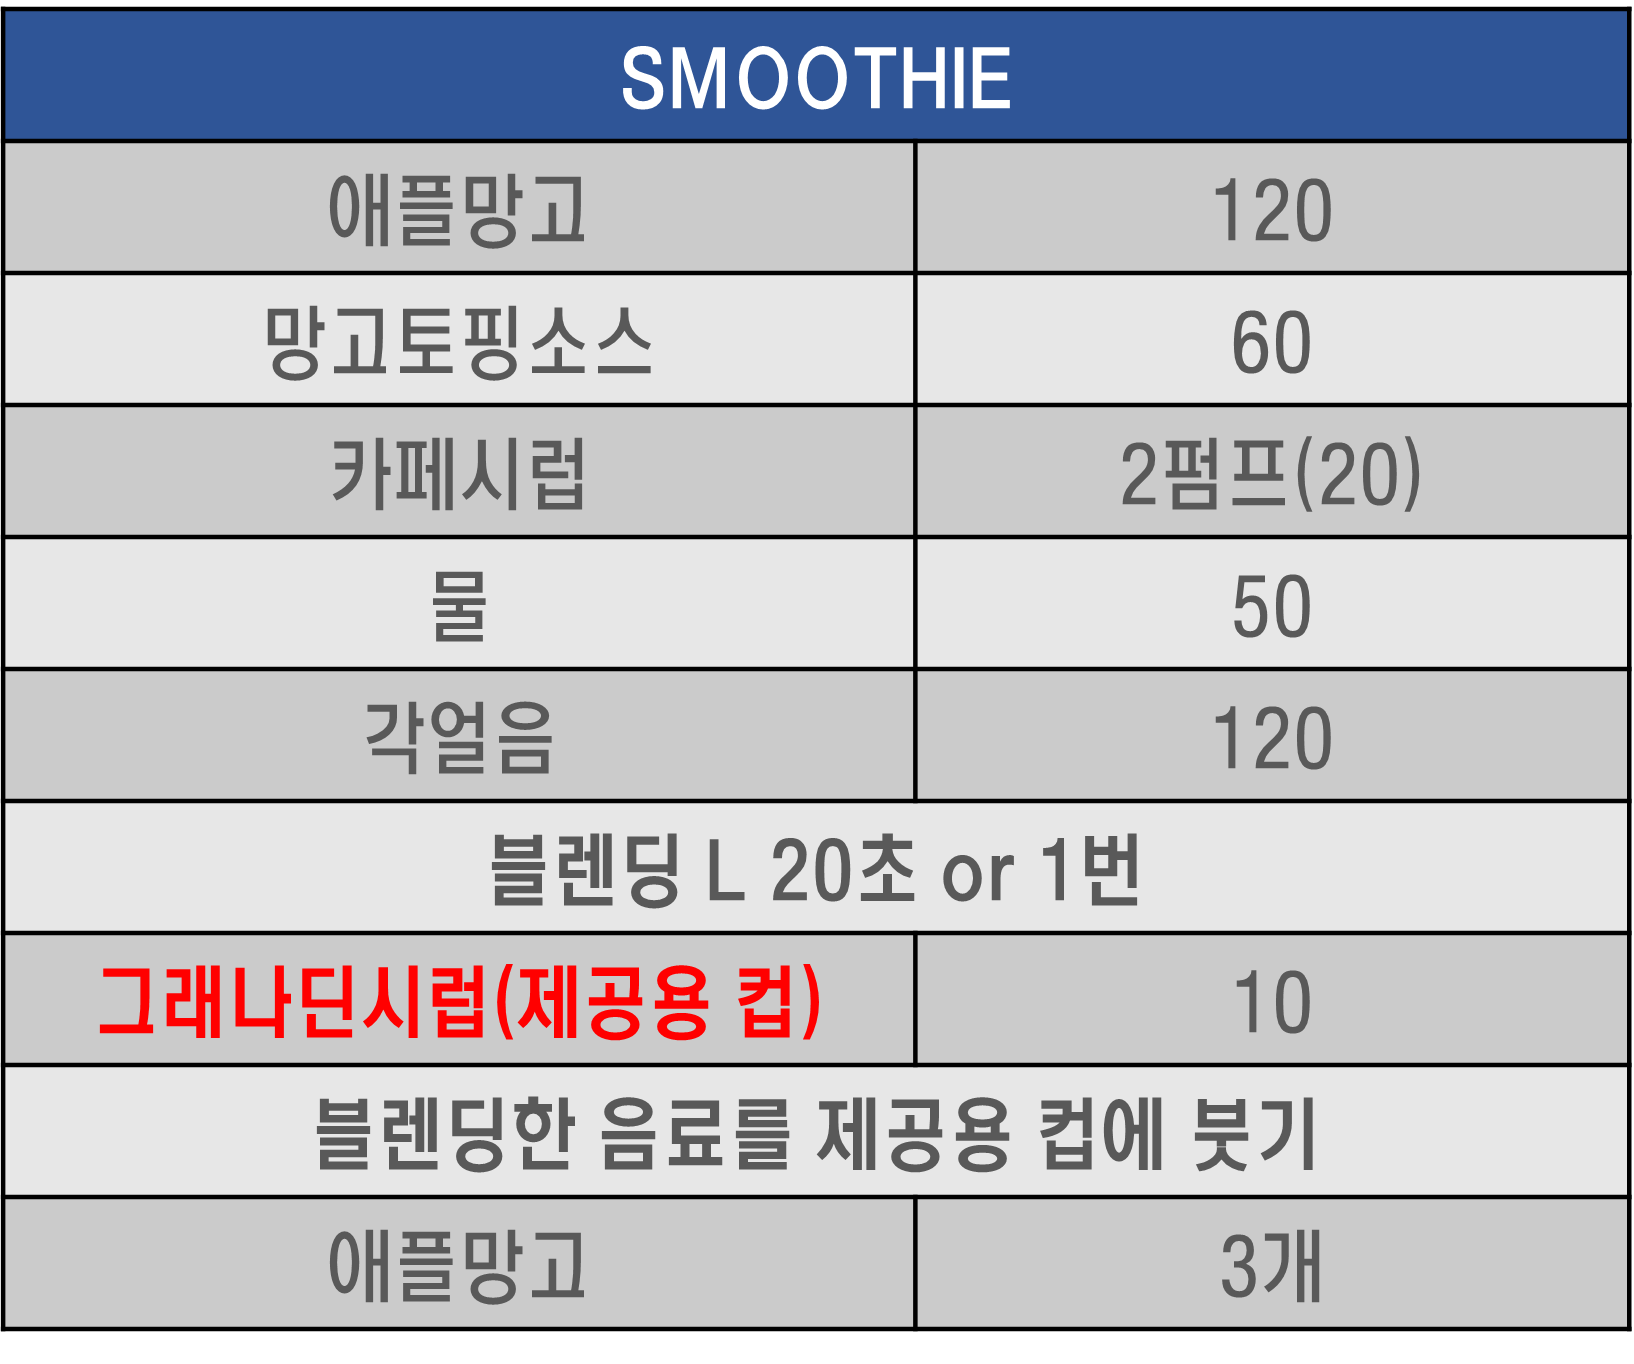 SMOOTHIE
애플망고 120
망고토핑소스 60
카페시럽 2펌프(20)
물 50
각얼음 120
블렌딩 L 20초 or 1번
그래나딘시럽(제공용 컵) 10
블렌딩한 음료를 제공용 컵에 붓기
애플망고 3개